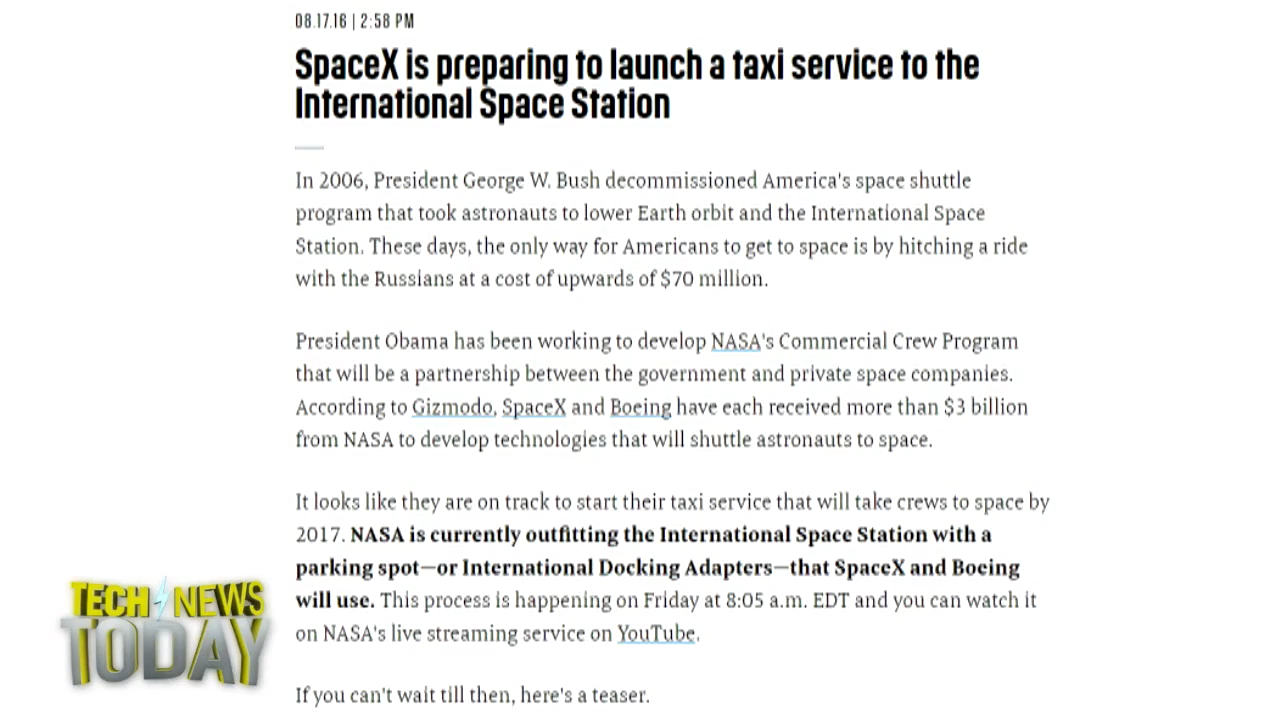 08.17.16 | 2:58 PM
SpaceX is preparing to launch a taxi service to the
International Space Station
In 2006, President George W. Bush decommissioned America's space shuttle
program that took astronauts to lower Earth orbit and the International Space
Station. These days, the only way for Americans to get to space is by hitching a ride
with the Russians at a cost of upwards of $70 million.
President Obama has been working to develop NASA's Commercial Crew Program
that will be a partnership between the government and private space companies.
According to Gizmodo, SpaceX and Boeing have each received more than $3 billion
from NASA to develop technologies that will shuttle astronauts to space.
It looks like they are on track to start their taxi service that will take crews to space by
2017. NASA is currently outfitting the International Space Station with a
parking spot—or International Docking Adapters—that SpaceX and Boeing
will use. This process is happening on Friday at 8:05 a.m. EDT and you can watch it
on NASA's live streaming service on YouTube.
If you can't wait till then, here's a teaser.
TECH NEWS
TODAY